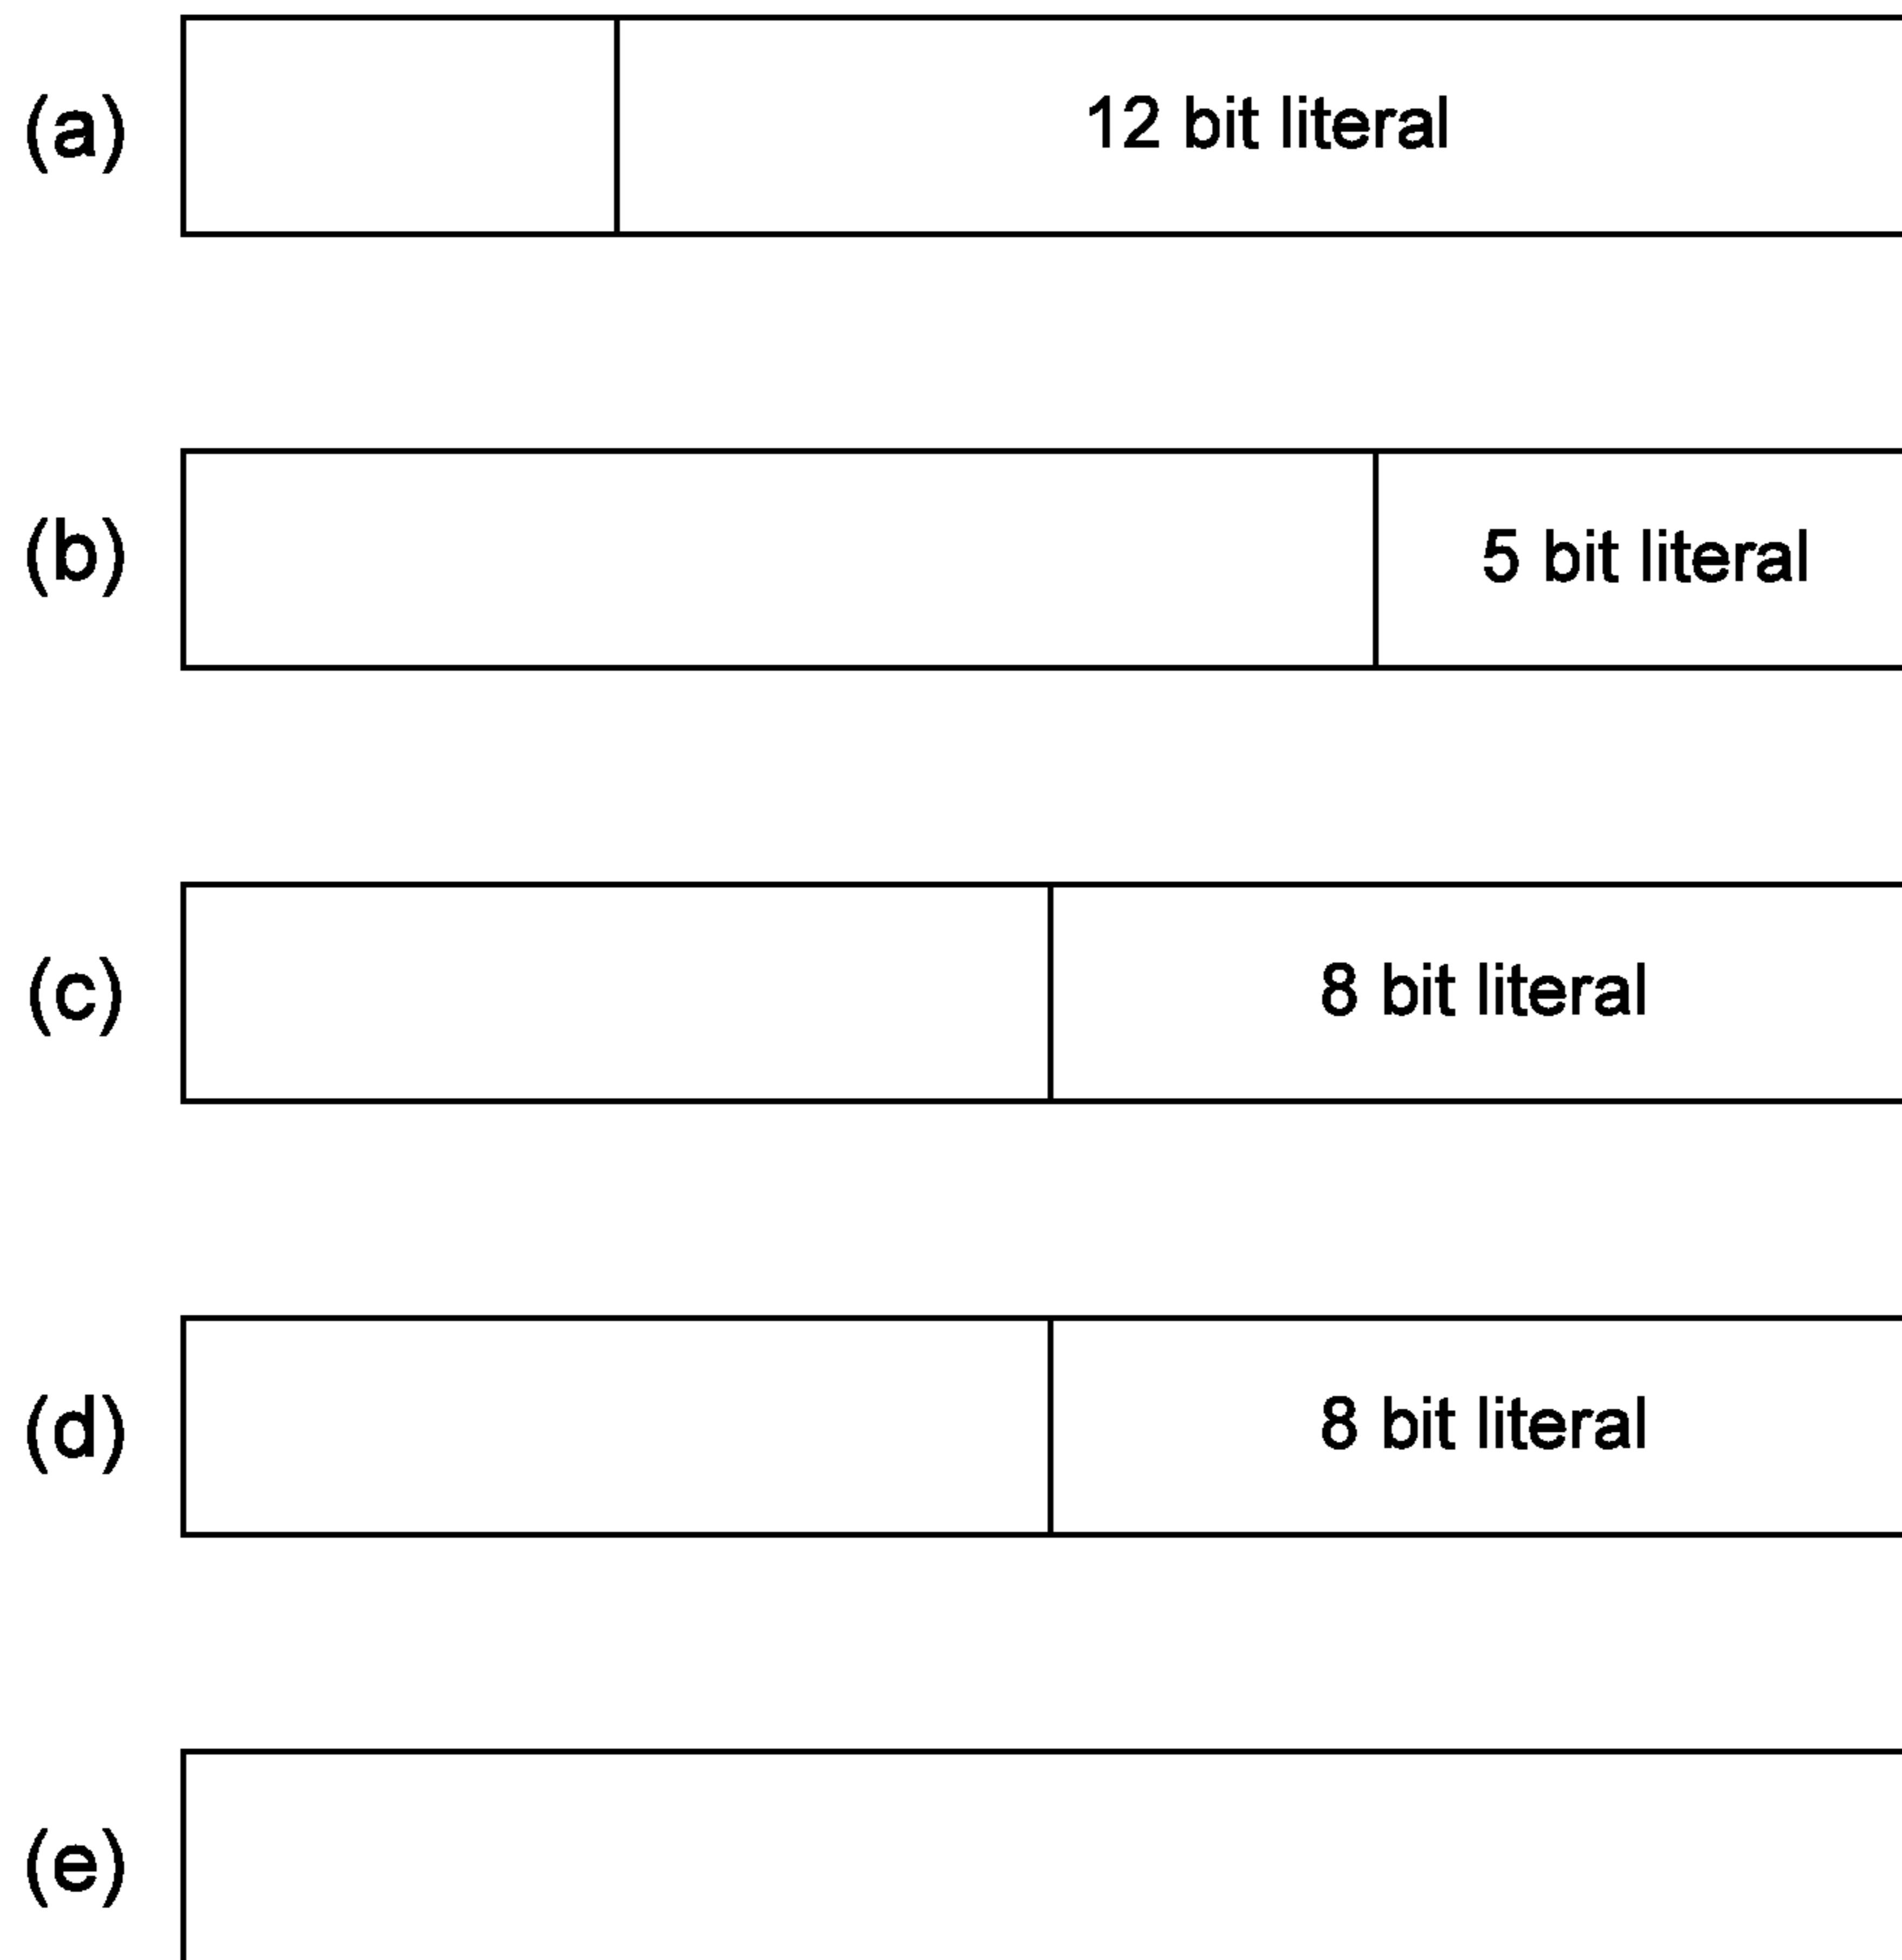 (a) 12 bit literal
(b) 5 bit literal
(c) 8 bit literal
(d) 8 bit literal
(e)